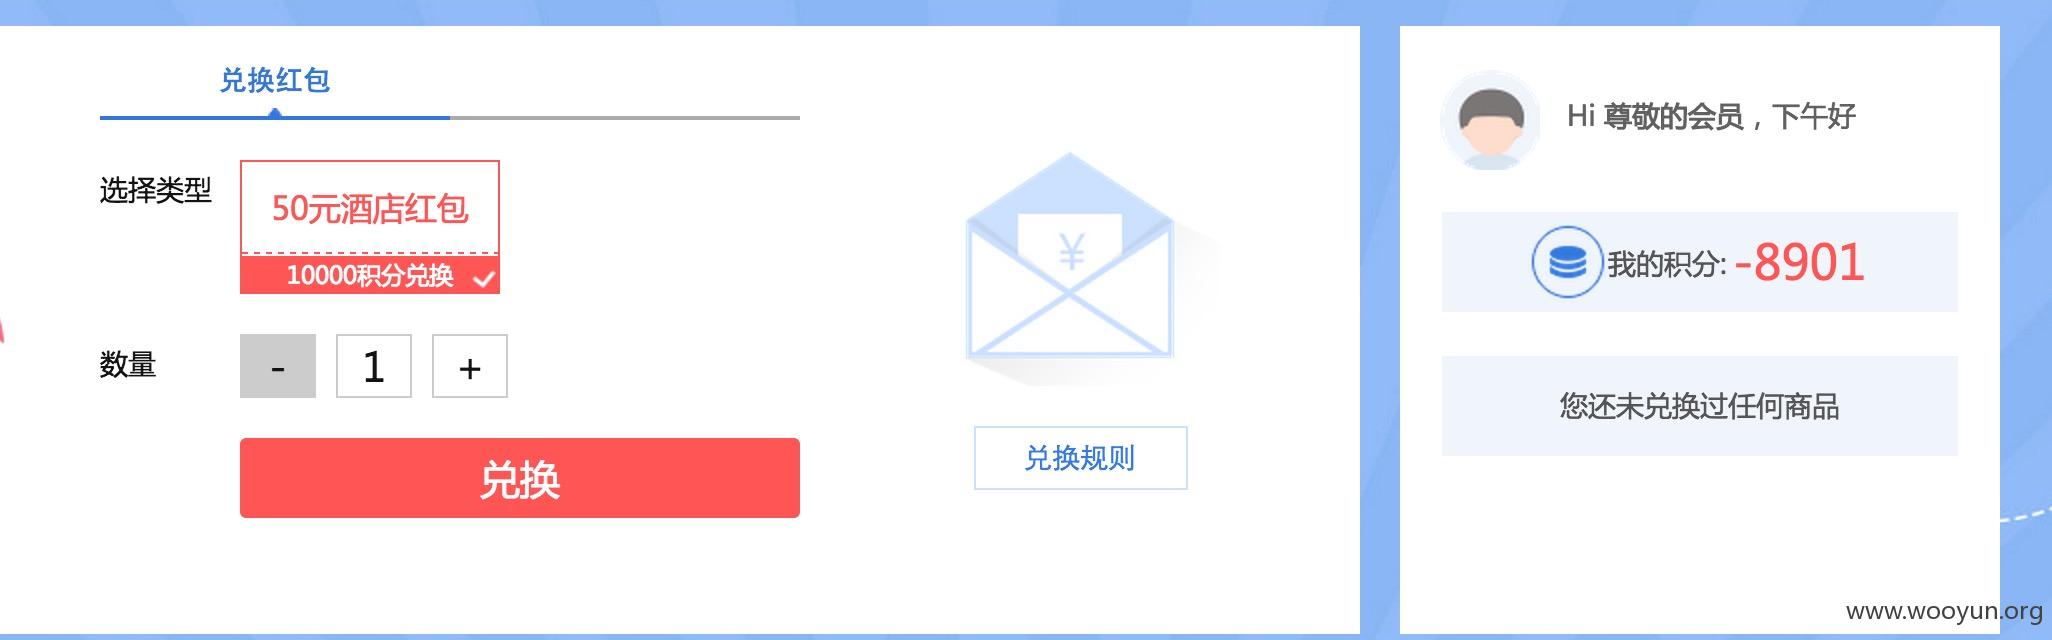 兑换红包
选择类型
50元酒店红包
10000积分兑换
数量
- 1 +
兑换
¥
兑换规则
Hi 尊敬的会员，下午好
我的积分: -8901
您还未兑换过任何商品
www.wooyun.org